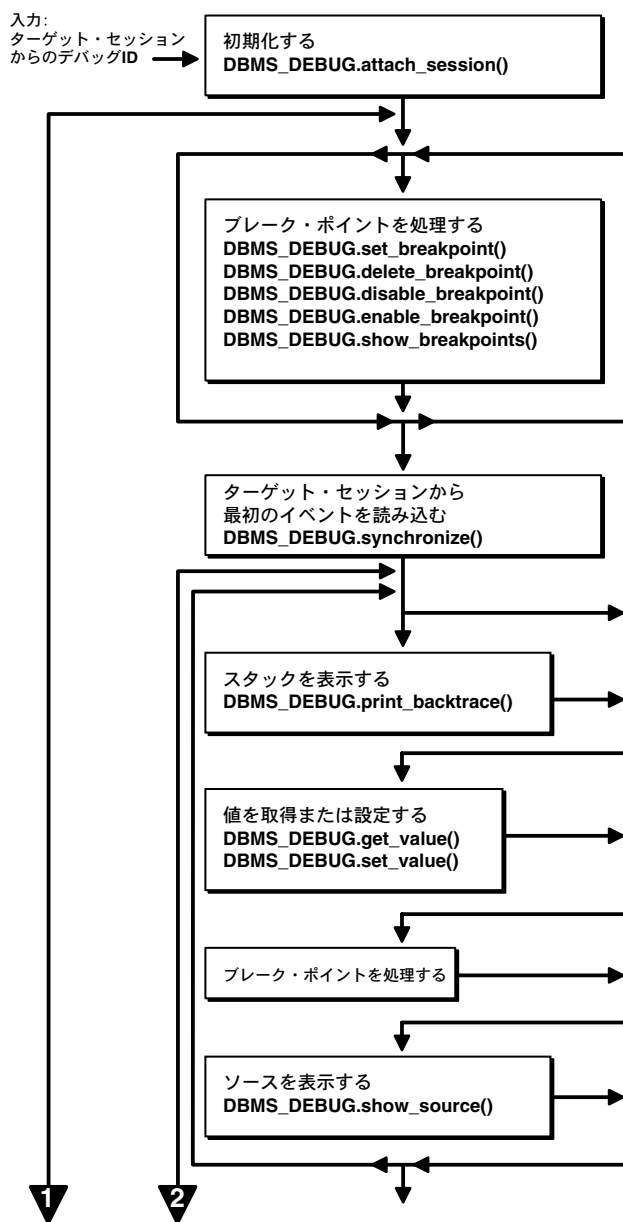 入力:
ターゲット・セッション
からのデバッグID
初期化する
DBMS_DEBUG.attach_session()
ブレーク・ポイントを処理する
DBMS_DEBUG.set_breakpoint()
DBMS_DEBUG.delete_breakpoint()
DBMS_DEBUG.disable_breakpoint()
DBMS_DEBUG.enable_breakpoint()
DBMS_DEBUG.show_breakpoints()
ターゲット・セッションから
最初のイベントを読み込む
DBMS_DEBUG.synchronize()
スタックを表示する
DBMS_DEBUG.print_backtrace()
値を取得または設定する
DBMS_DEBUG.get_value()
DBMS_DEBUG.set_value()
ブレーク・ポイントを処理する
ソースを表示する
DBMS_DEBUG.show_source()
1
2